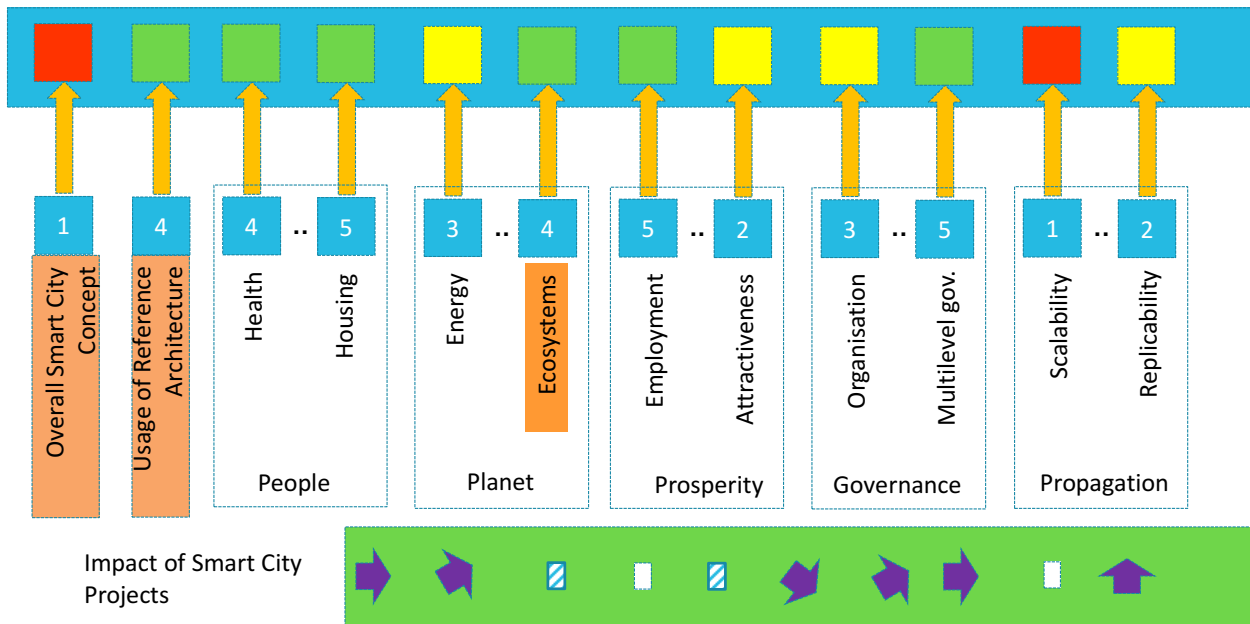 1
4
4
..
5
3
..
4
5
..
2
3
..
5
1
..
2
Overall Smart City
Concept
Usage of Reference
Architecture
Health
Housing
Energy
Ecosystems
Employment
Attractiveness
Organisation
Multilevel gov.
Scalability
Replicability
People
Planet
Prosperity
Governance
Propagation
Impact of Smart City
Projects